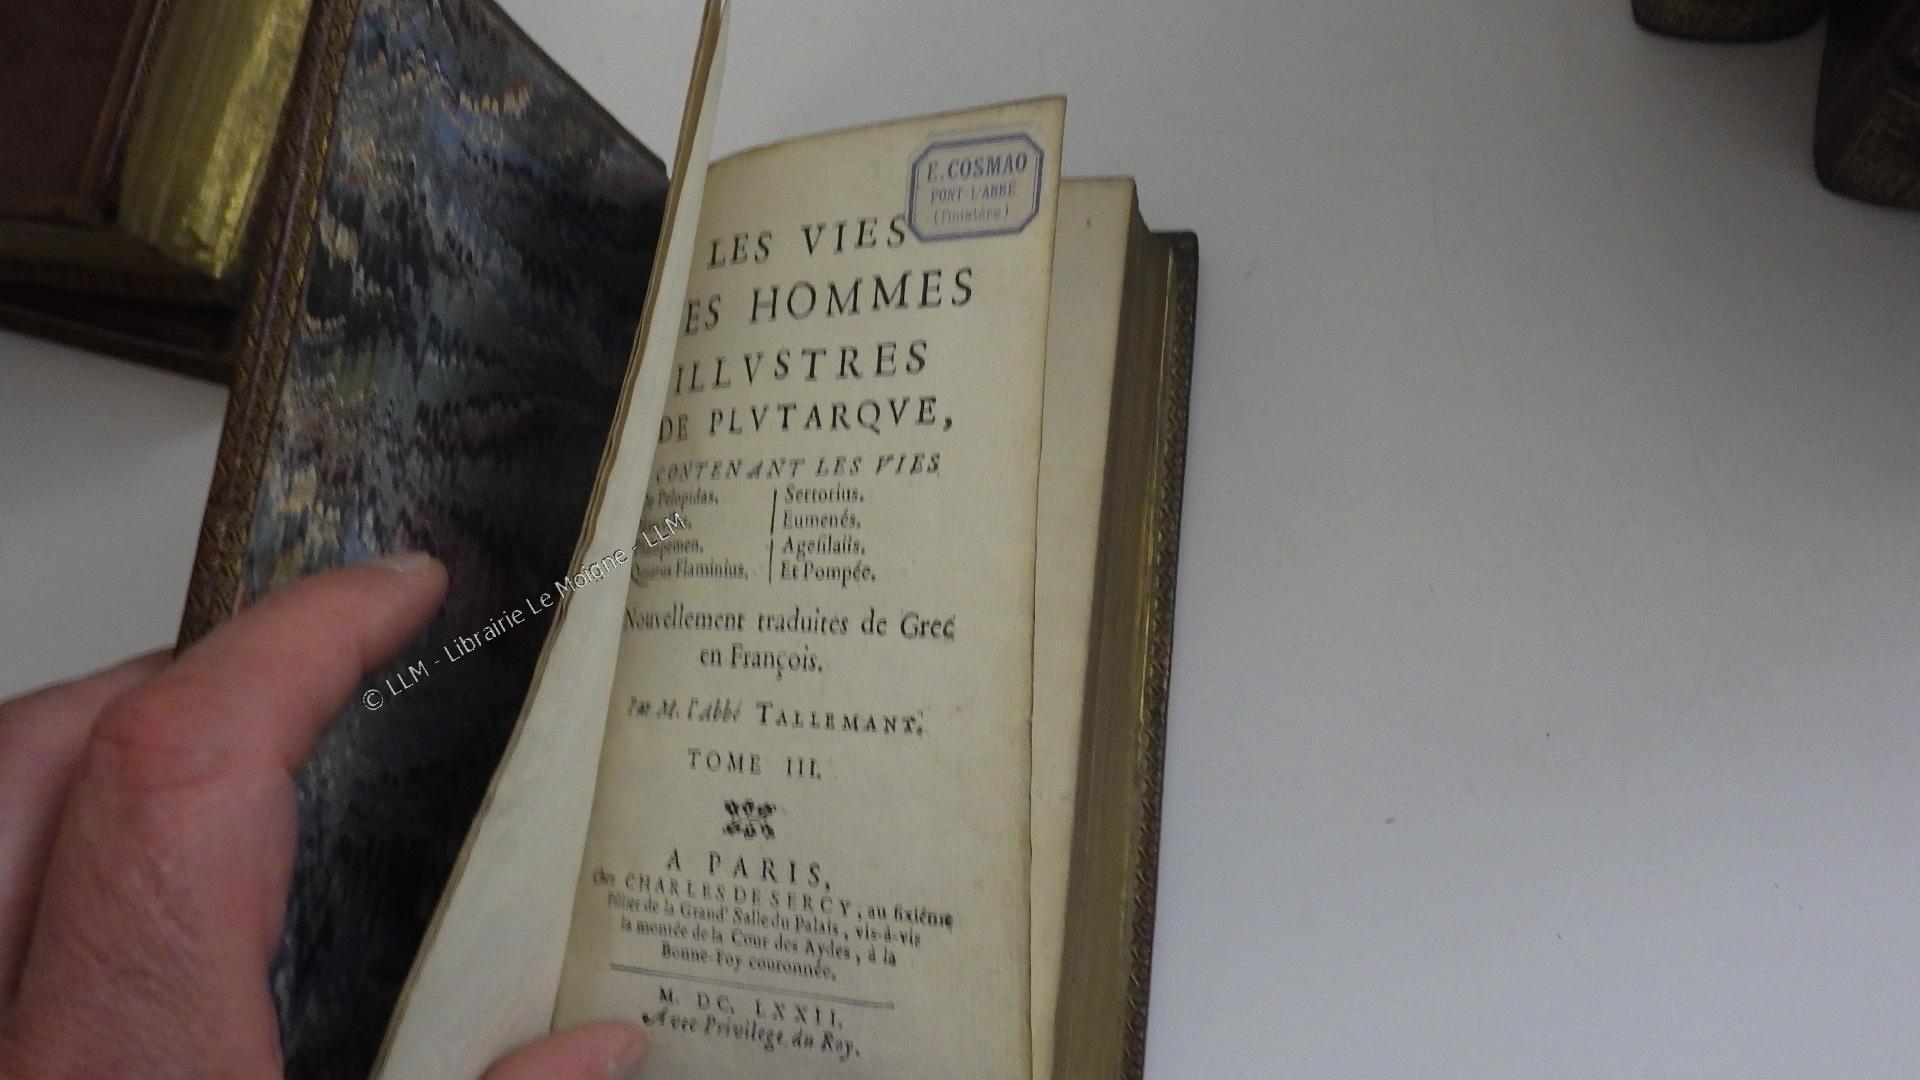 E. COSMAO
PONT-L'ABBÉ
(Finistère)
LES VIES
ES HOMMES
ILLVSTRES
DE PLVTARQVE,
CONTENANT LES VIES
Pelopidas,
Sertorius,
Eumenés,
Agesilaüs,
Flaminius,
Et Pompée,
Nouvellement traduites de Grec
en François.
Par M. l'Abbé TALLEMANT.
TOME III.
A PARIS,
Chez CHARLES DE SERCY, au sixiéme
Pilier de la Grand' Salle du Palais, vis-à-vis
la montée de la Cour des Aydes, à la
Bonne-Foy couronnée.
M. DC. LXXII.
Avec Privilege du Roy.
© LLM - Librairie Le Moigne - LLM